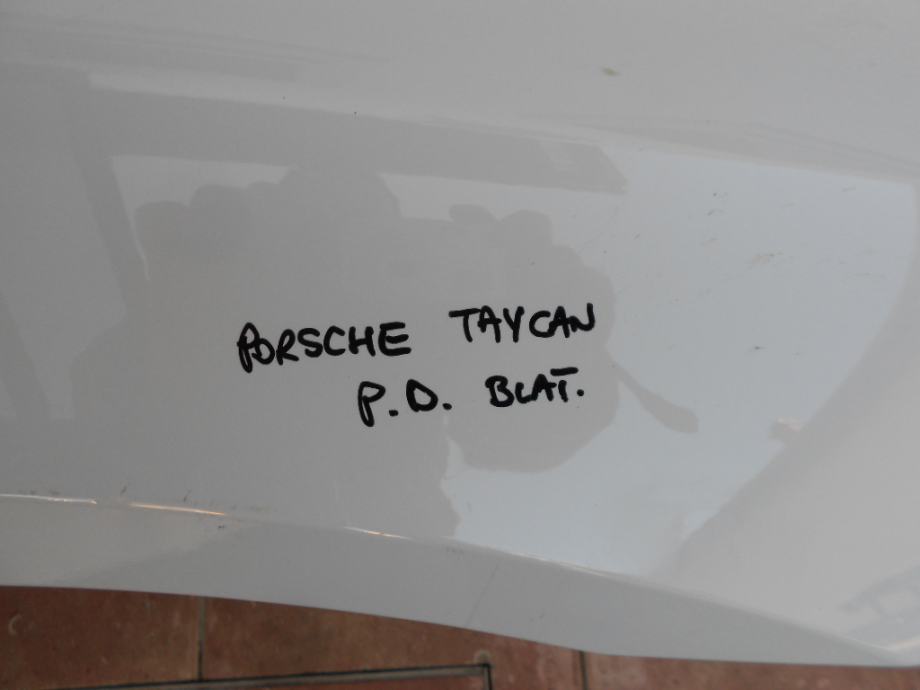 PORSCHE TAYCAN
P.D. BLAT.